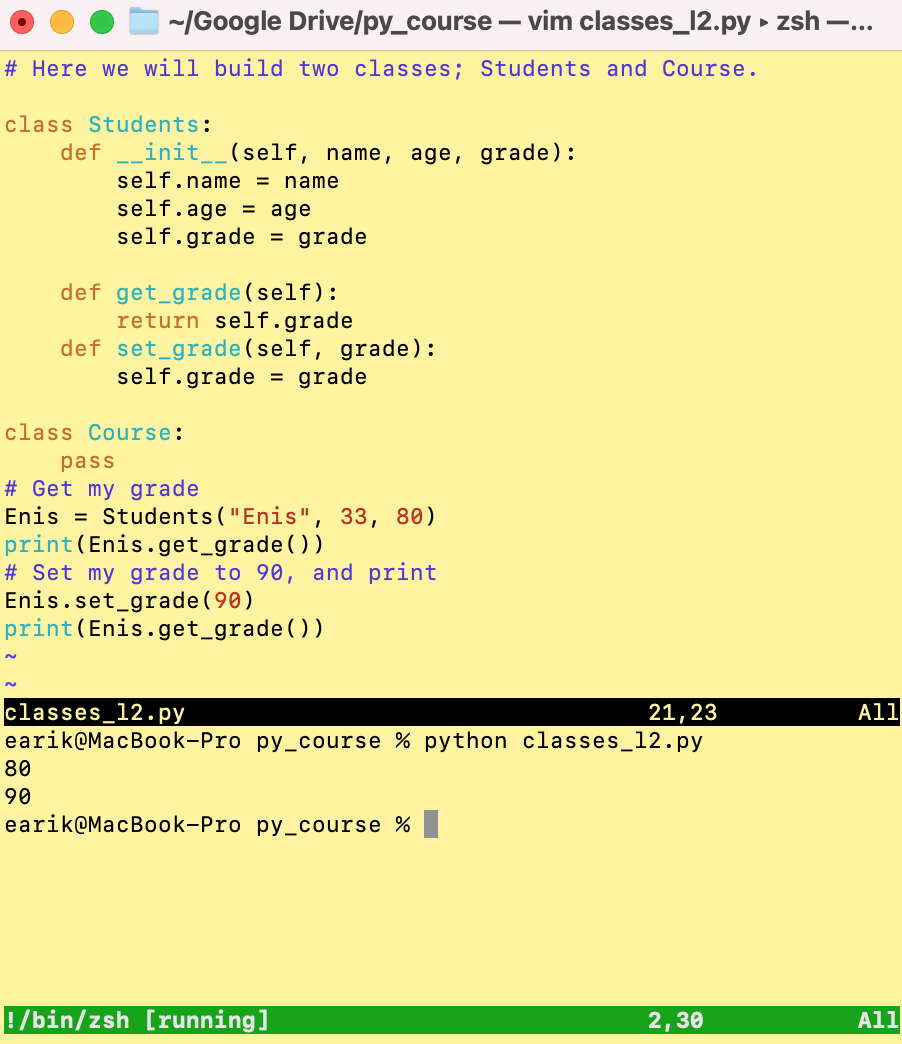 ~/Google Drive/py_course — vim classes_l2.py ▸ zsh —...
# Here we will build two classes; Students and Course.

class Students:
    def __init__(self, name, age, grade):
        self.name = name
        self.age = age
        self.grade = grade

    def get_grade(self):
        return self.grade
    def set_grade(self, grade):
        self.grade = grade

class Course:
    pass
# Get my grade
Enis = Students("Enis", 33, 80)
print(Enis.get_grade())
# Set my grade to 90, and print
Enis.set_grade(90)
print(Enis.get_grade())
~
~
classes_l2.py 21,23 All
earik@MacBook-Pro py_course % python classes_l2.py
80
90
earik@MacBook-Pro py_course %
!/bin/zsh [running] 2,30 All